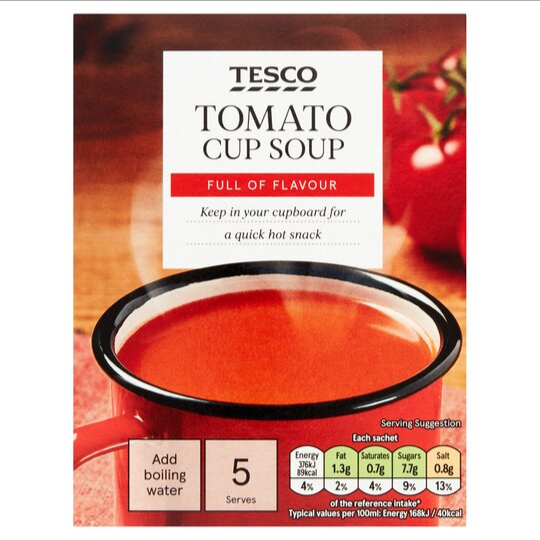 TESCO
TOMATO
CUP SOUP
FULL OF FLAVOUR
Keep in your cupboard for
a quick hot snack
Serving Suggestion
Each sachet
Add
boiling
water
5
Serves
Energy
376kJ
89kcal
4%
Fat
1.3g
2%
Saturates
0.7g
4%
Sugars
7.7g
9%
Salt
0.8g
13%
of the reference intake*
Typical values per 100ml: Energy 168kJ / 40kcal